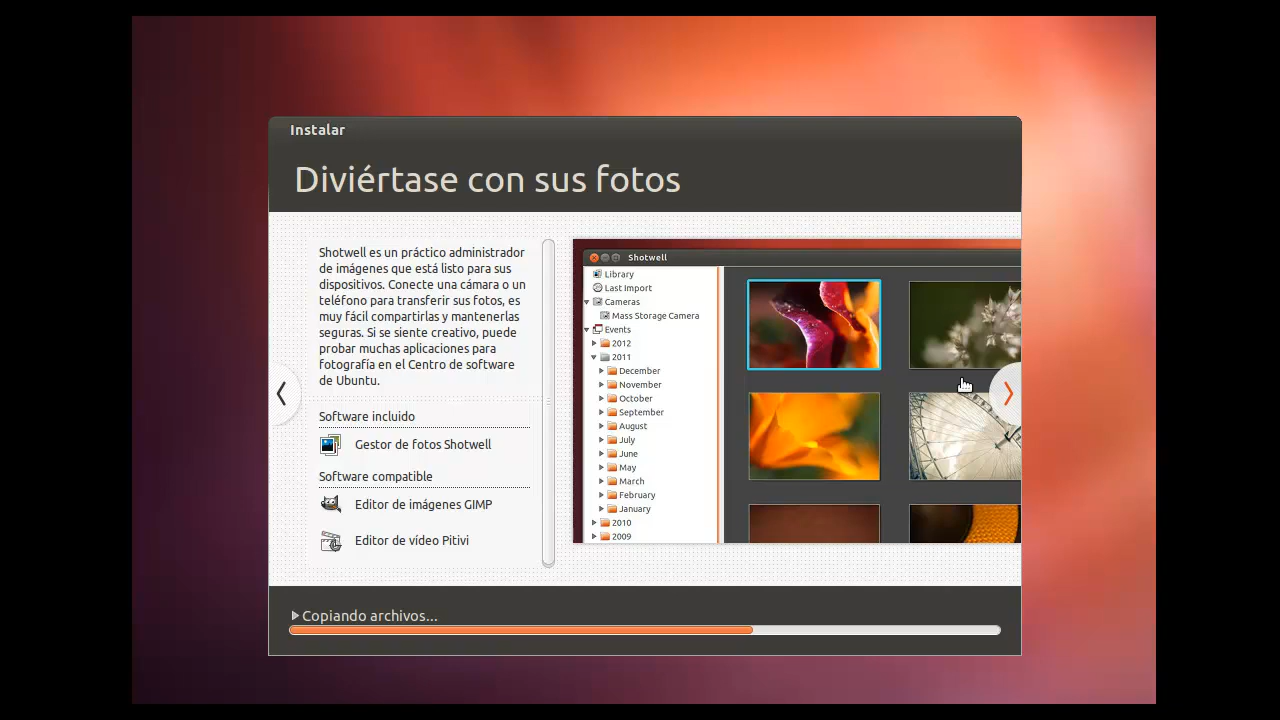 Instalar
Diviértase con sus fotos
Shotwell es un práctico administrador
de imágenes que está listo para sus
dispositivos. Conecte una cámara o un
teléfono para transferir sus fotos, es
muy fácil compartirlas y mantenerlas
seguras. Si se siente creativo, puede
probar muchas aplicaciones para
fotografía en el Centro de software
de Ubuntu.
Software incluido
Gestor de fotos Shotwell
Software compatible
Editor de imágenes GIMP
Editor de vídeo Pitivi
Shotwell
Library
Last Import
Cameras
Mass Storage Camera
Events
2012
2011
December
November
October
September
August
July
June
May
March
February
January
2010
2009
Copiando archivos...